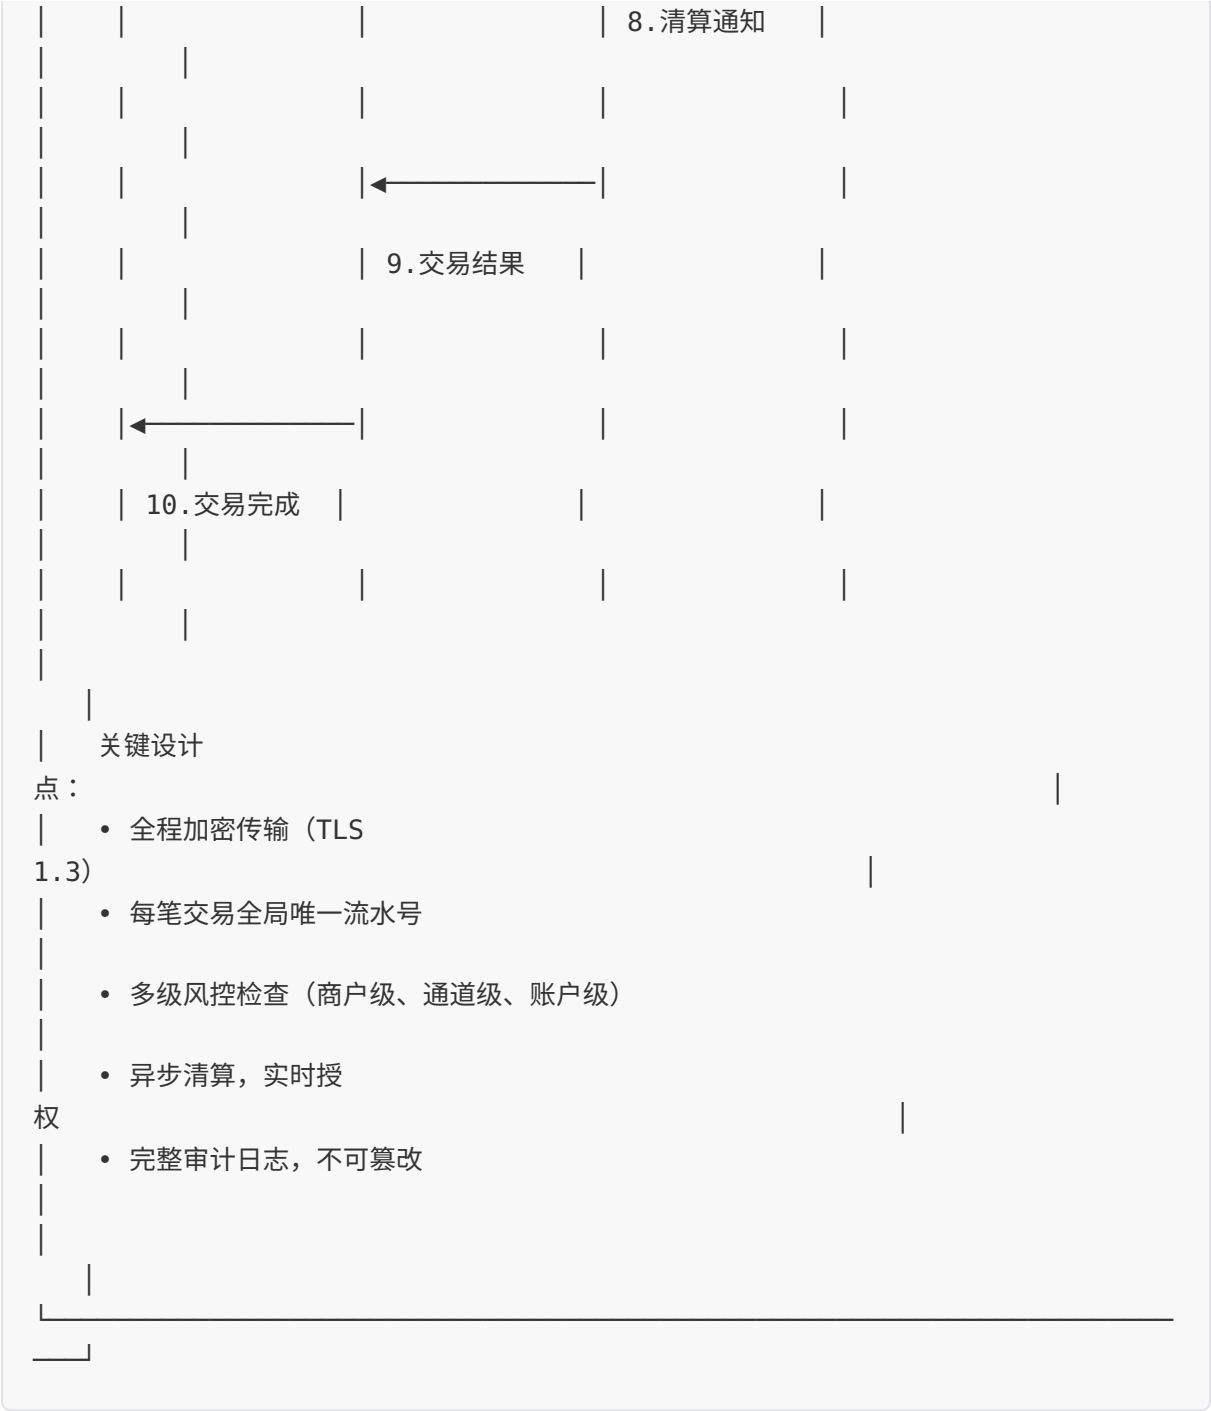 8.清算通知
9.交易结果
10.交易完成
关键设计
点：
• 全程加密传输（TLS
1.3）
• 每笔交易全局唯一流水号
• 多级风控检查（商户级、通道级、账户级）
• 异步清算，实时授
权
• 完整审计日志，不可篡改